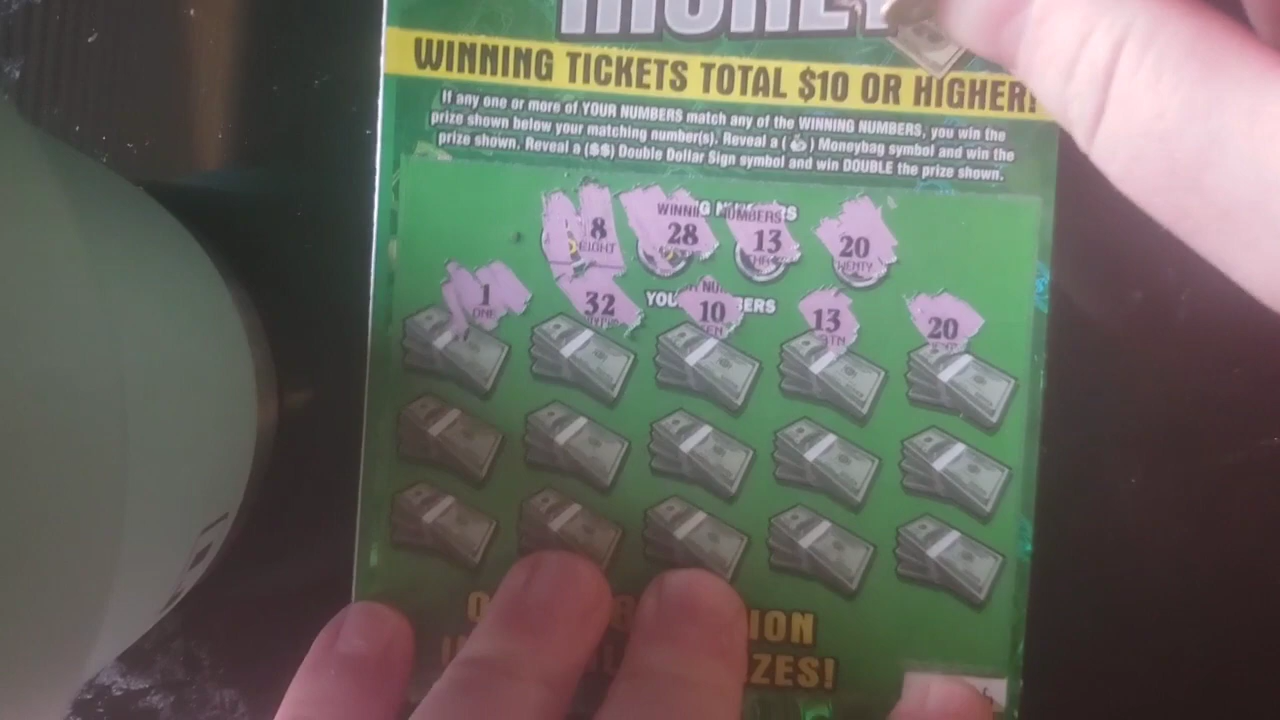 MONEY
WINNING TICKETS TOTAL $10 OR HIGHER!
If any one or more of YOUR NUMBERS match any of the WINNING NUMBERS, you win the
prize shown below your matching number(s). Reveal a ( ) Moneybag symbol and win the
prize shown. Reveal a ($$) Double Dollar Sign symbol and win DOUBLE the prize shown.
WINNING NUMBERS
8 28 13 20
EIGHT
1 32 10 13 20
ONE